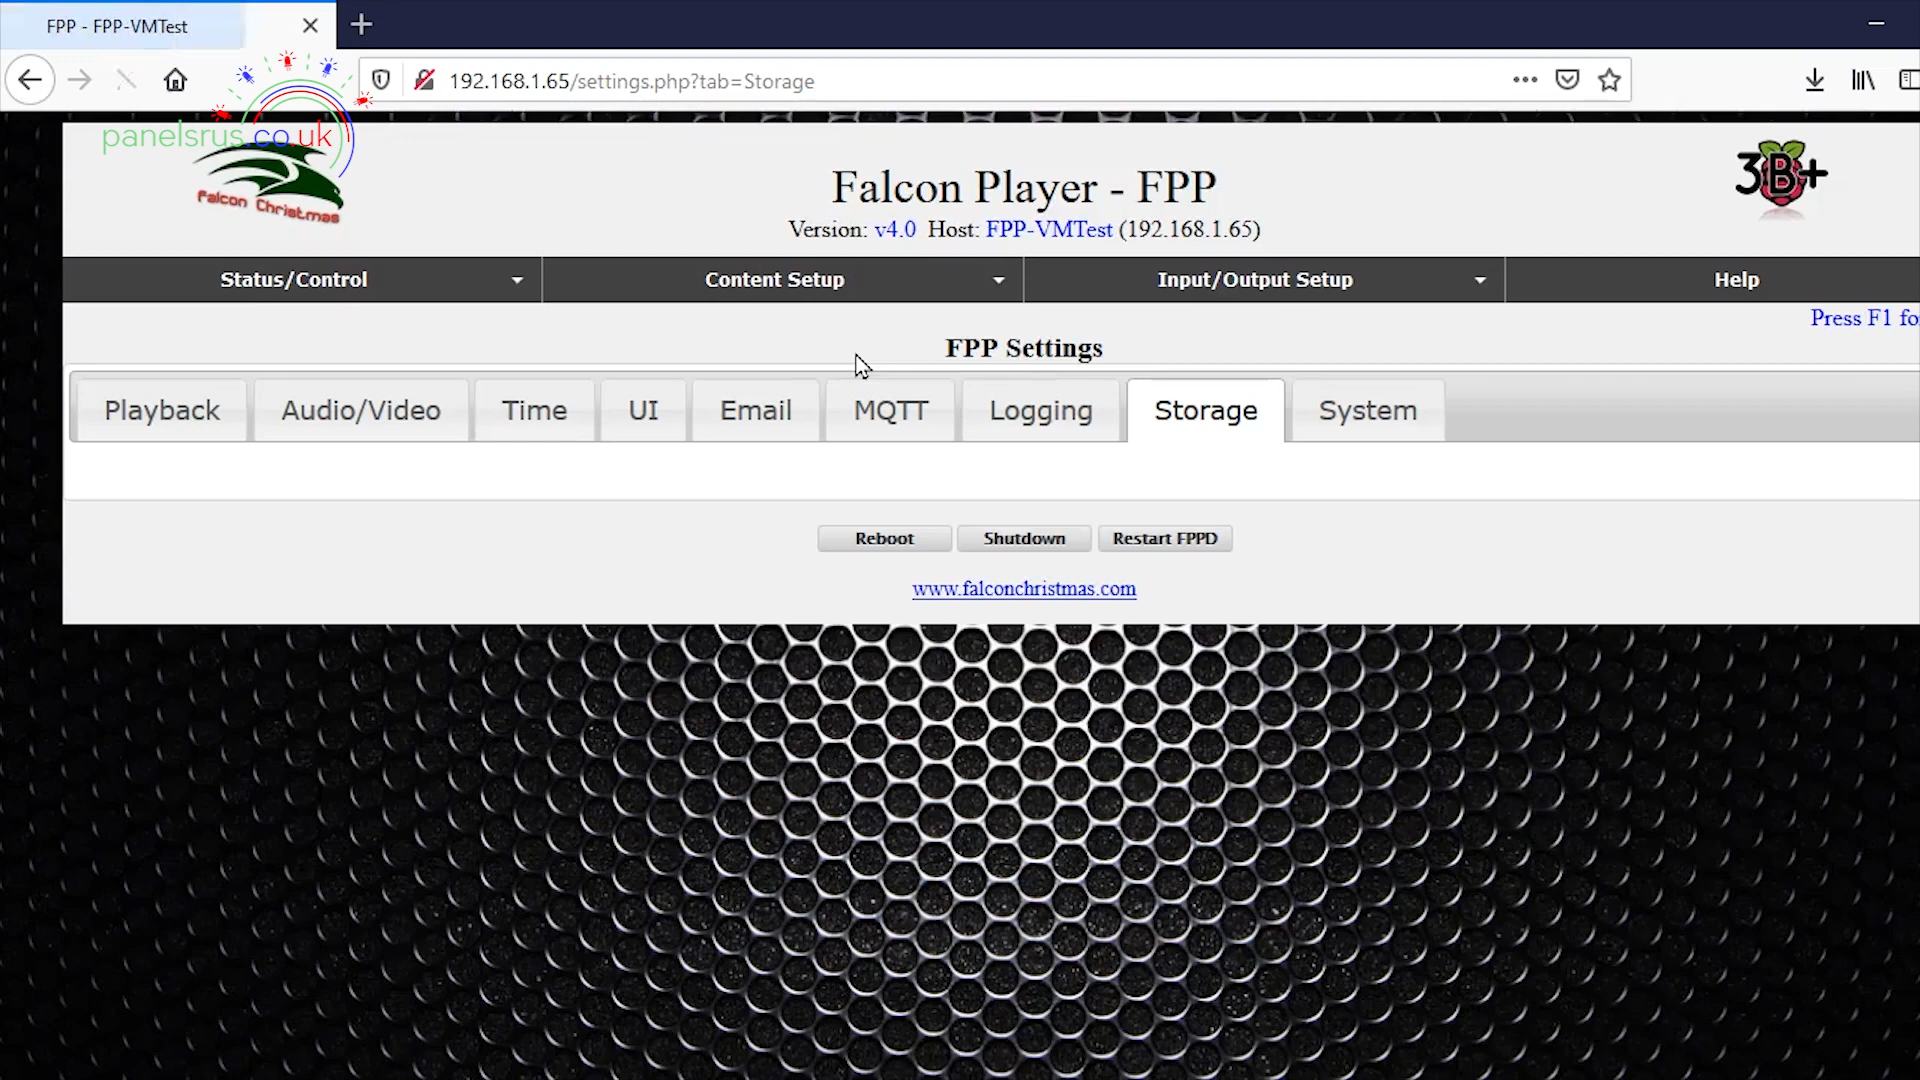 FPP - FPP-VMTest
192.168.1.65/settings.php?tab=Storage
panelsrus.co.uk
Falcon Christmas
Falcon Player - FPP
3B+
Version: v4.0 Host: FPP-VMTest (192.168.1.65)
Status/Control
Content Setup
Input/Output Setup
Help
Press F1 fo
FPP Settings
Playback
Audio/Video
Time
UI
Email
MQTT
Logging
Storage
System
Reboot
Shutdown
Restart FPPD
www.falconchristmas.com